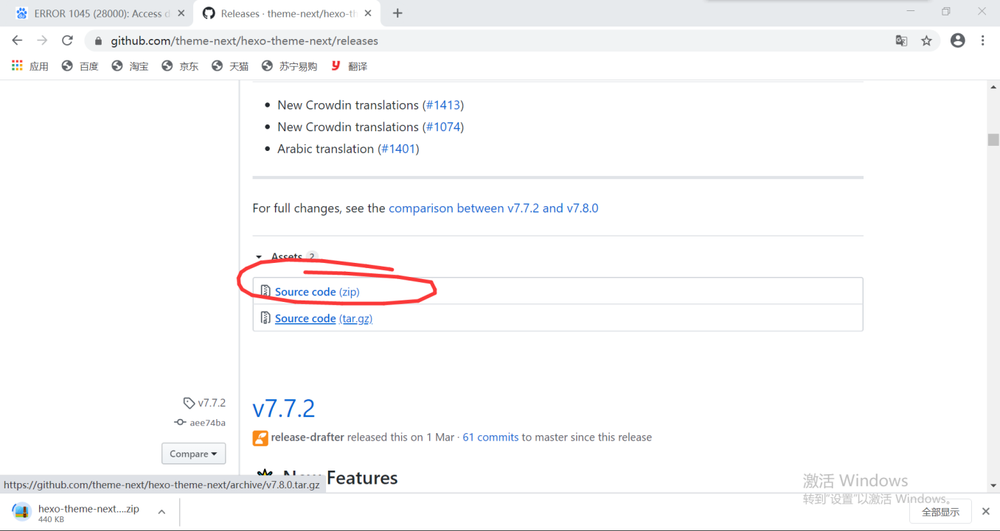 ERROR 1045 (28000): Access d
Releases · theme-next/hexo-th
github.com/theme-next/hexo-theme-next/releases
应用 百度 淘宝 京东 天猫 苏宁易购 翻译
New Crowdin translations (#1413)
New Crowdin translations (#1074)
Arabic translation (#1401)
For full changes, see the comparison between v7.7.2 and v7.8.0
Assets 2
Source code (zip)
Source code (tar.gz)
v7.7.2
aee74ba
Compare
v7.7.2
release-drafter released this on 1 Mar · 61 commits to master since this release
New Features
https://github.com/theme-next/hexo-theme-next/archive/v7.8.0.tar.gz
激活 Windows
转到"设置"以激活 Windows。
hexo-theme-next....zip
440 KB
全部显示